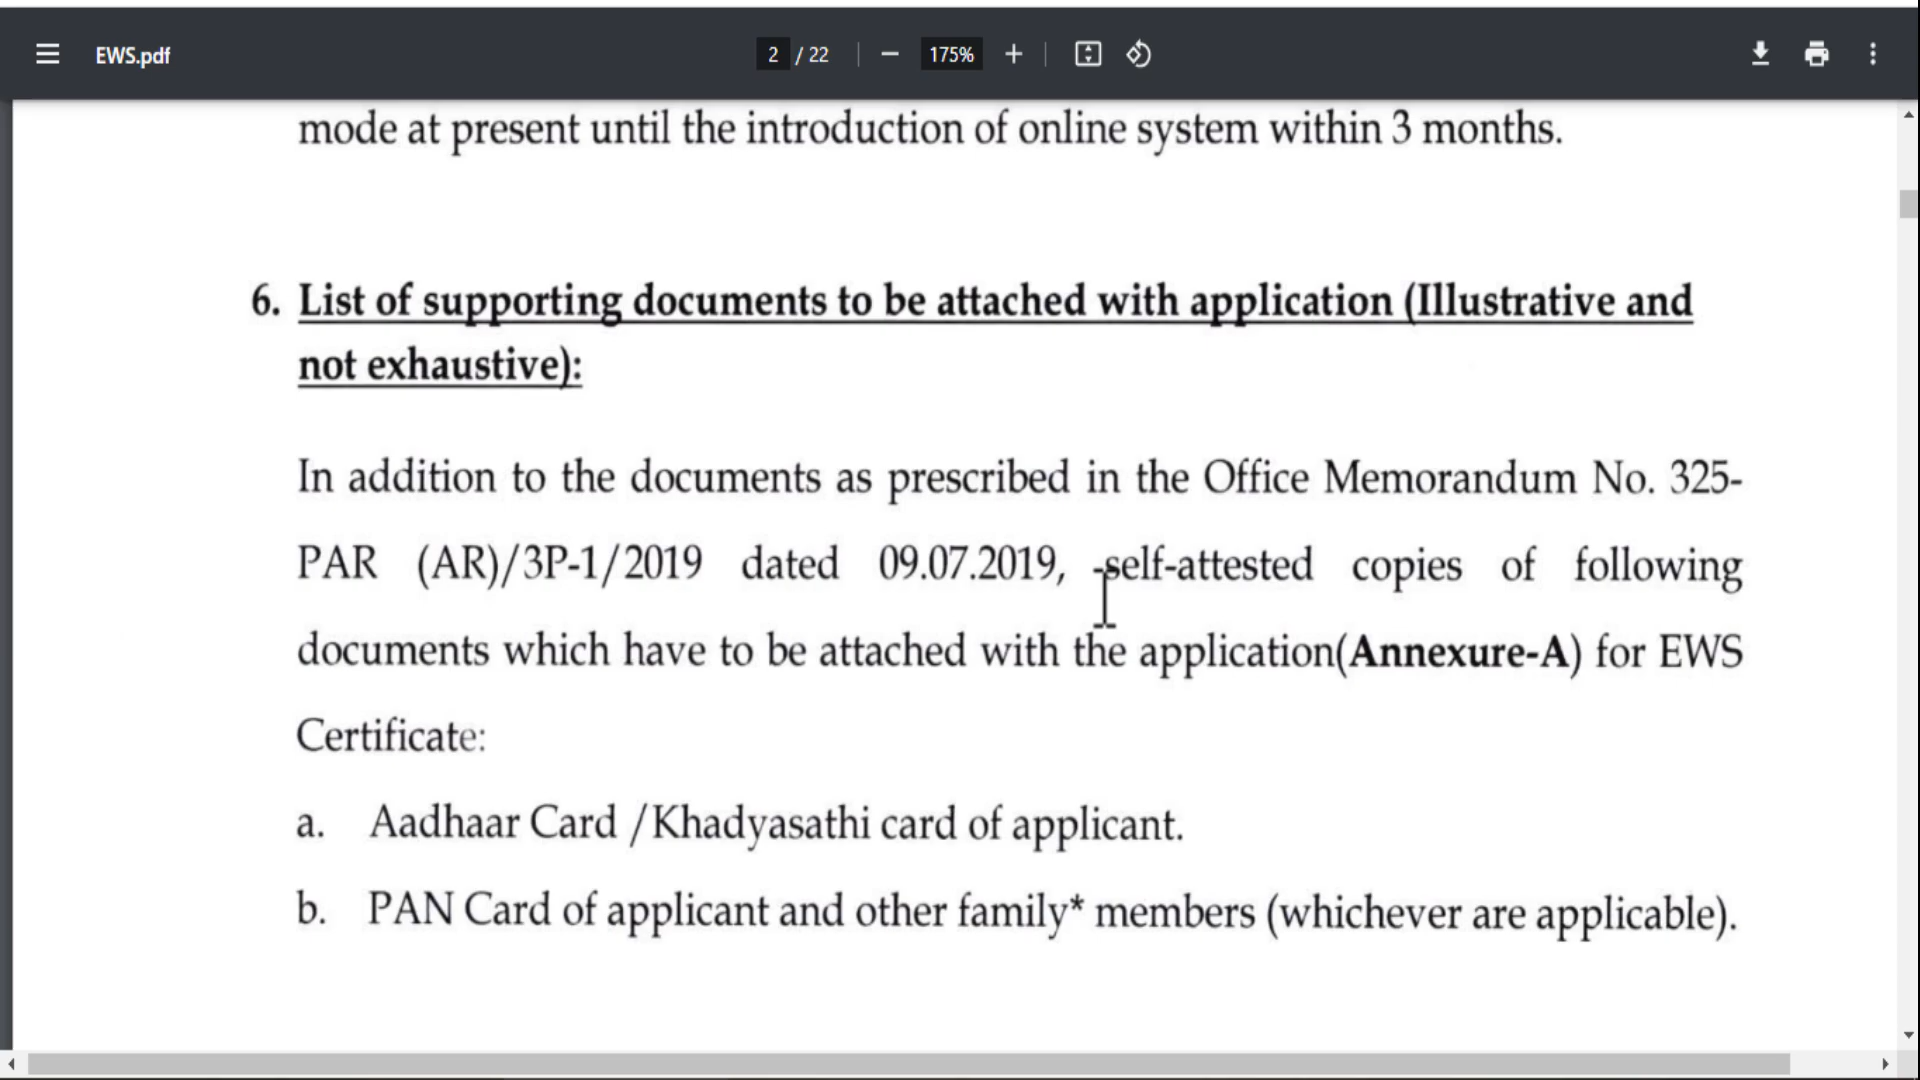 EWS.pdf
2 / 22
175%
mode at present until the introduction of online system within 3 months.
6. List of supporting documents to be attached with application (Illustrative and
not exhaustive):
In addition to the documents as prescribed in the Office Memorandum No. 325-
PAR (AR)/3P-1/2019 dated 09.07.2019, -self-attested copies of following
documents which have to be attached with the application(Annexure-A) for EWS
Certificate:
a. Aadhaar Card /Khadyasathi card of applicant.
b. PAN Card of applicant and other family* members (whichever are applicable).